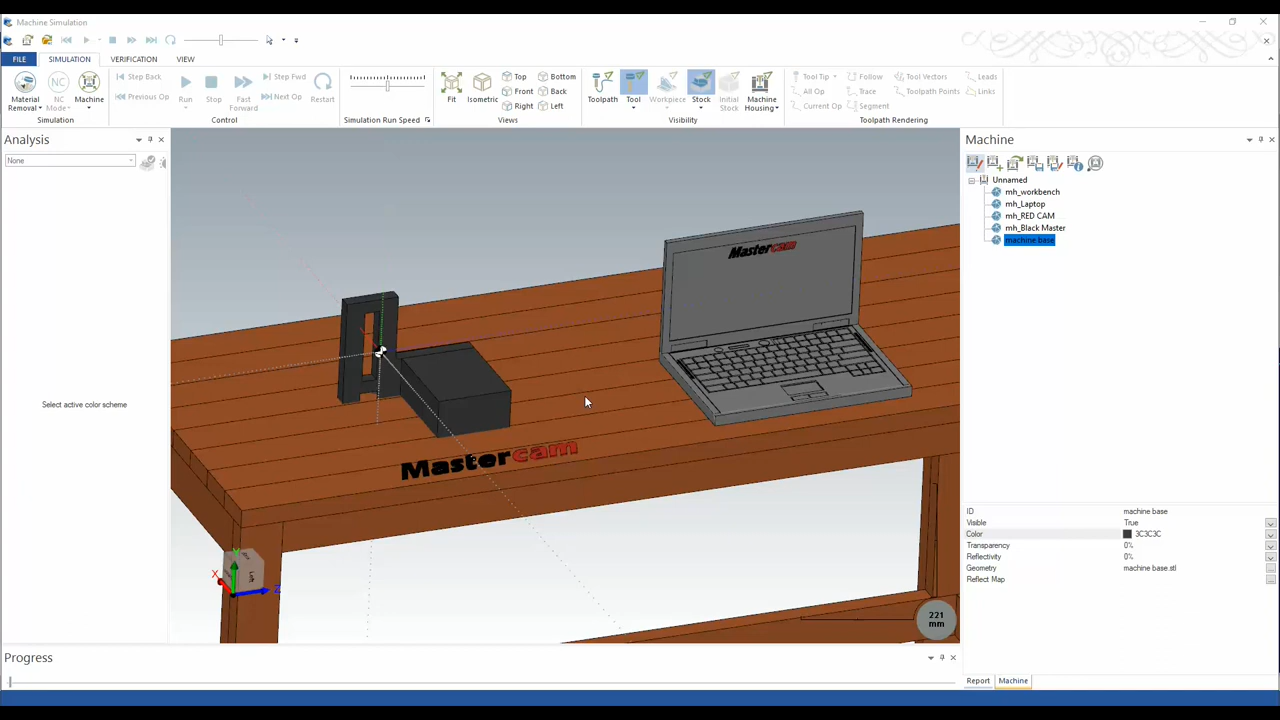 Machine Simulation
FILE SIMULATION VERIFICATION VIEW
Material Removal
NC Mode
Machine
Simulation
Step Back
Previous Op
Run
Stop
Fast Forward
Step Fwd
Next Op
Restart
Control
Simulation Run Speed
Fit
Isometric
Top
Front
Right
Bottom
Back
Left
Views
Toolpath
Tool
Workpiece
Stock
Initial Stock
Machine Housing
Visibility
Tool Tip
All Op
Current Op
Follow
Trace
Segment
Tool Vectors
Toolpath Points
Leads
Links
Toolpath Rendering
Analysis
None
Select active color scheme
Mastercam
Mastercam
Left
X
Y
Z
221
mm
Machine
Unnamed
mh_workbench
mh_Laptop
mh_RED CAM
mh_Black Master
machine base
ID machine base
Visible True
Color 3C3C3C
Transparency 0%
Reflectivity 0%
Geometry machine base.stl
Reflect Map
Report Machine
Progress